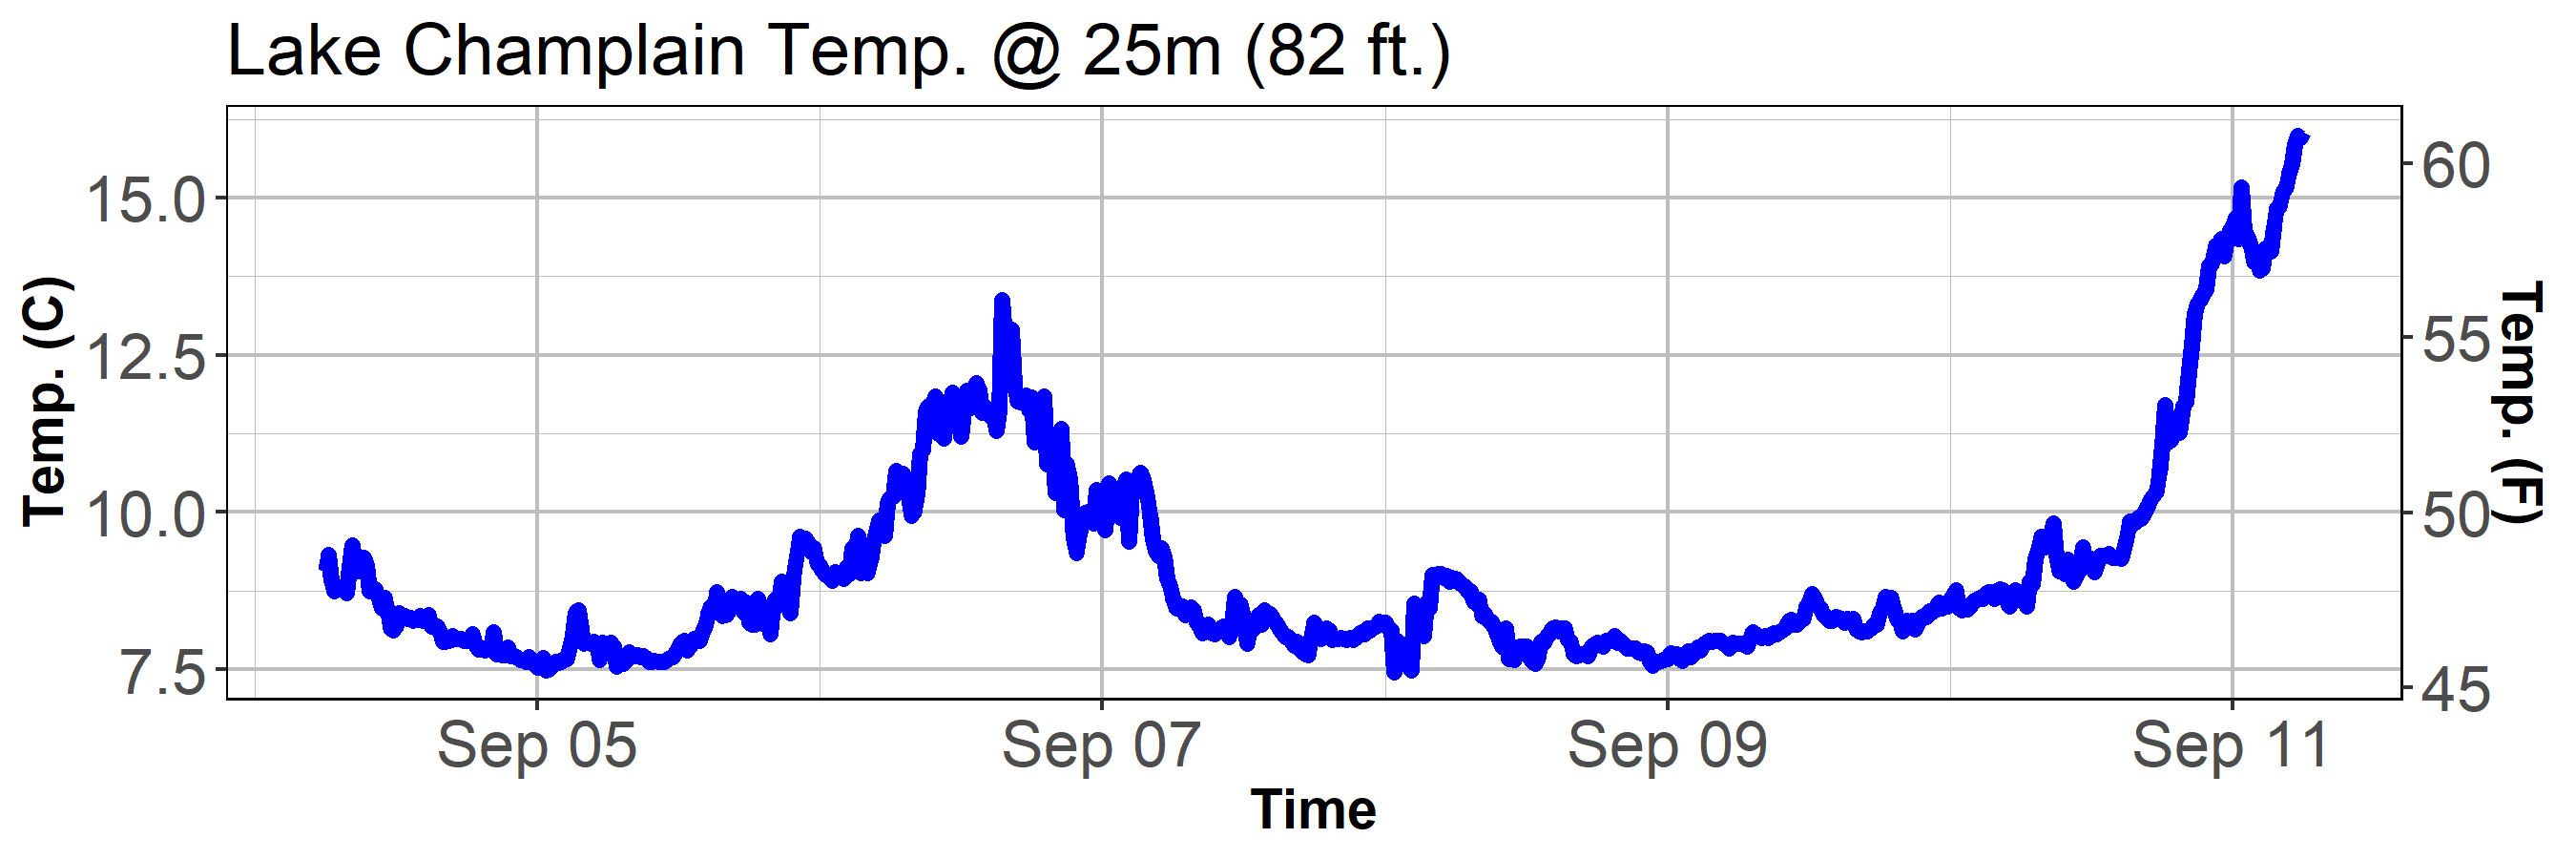 Lake Champlain Temp. @ 25m (82 ft.)
Temp. (C)
15.0
12.5
10.0
7.5
60
55
50
45
Temp. (F)
Sep 05 Sep 07 Sep 09 Sep 11
Time